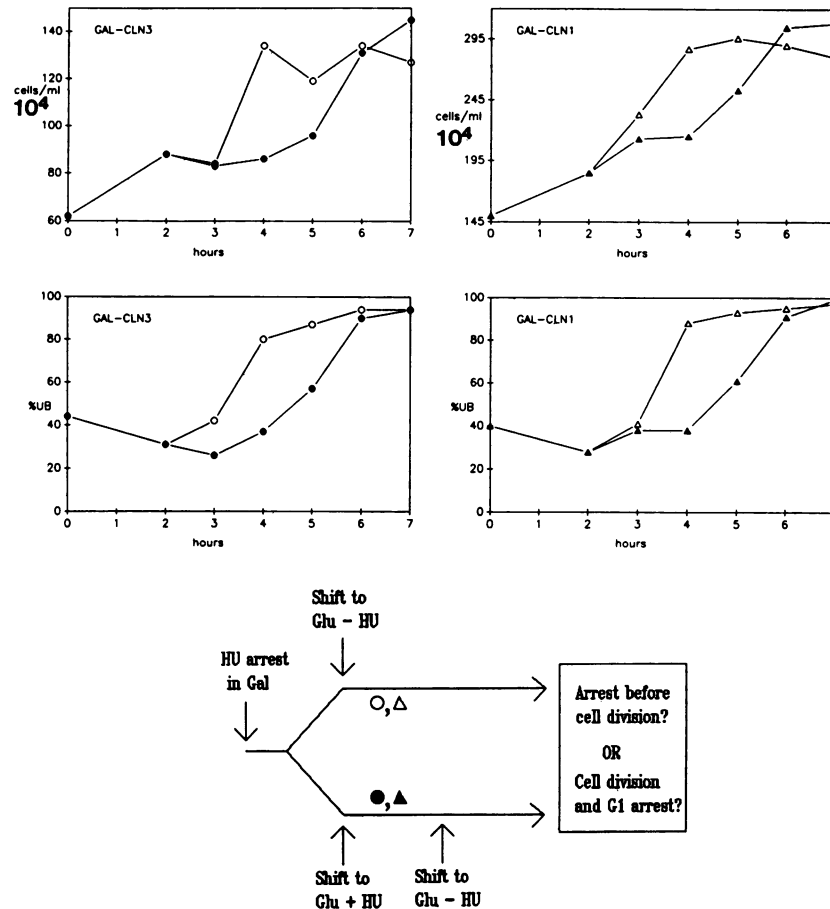 GAL-CLN3
140
120
cells/ml
10⁴
100
80
60
0 1 2 3 4 5 6 7
hours
GAL-CLN1
295
245
cells/ml
10⁴
195
145
0 1 2 3 4 5 6
hours
GAL-CLN3
100
80
60
%UB
40
20
0
0 1 2 3 4 5 6 7
hours
GAL-CLN1
100
80
60
%UB
40
20
0
0 1 2 3 4 5 6
hours
Shift to
Glu - HU
HU arrest
in Gal
Arrest before
cell division?
OR
Cell division
and G1 arrest?
Shift to
Glu + HU
Shift to
Glu - HU